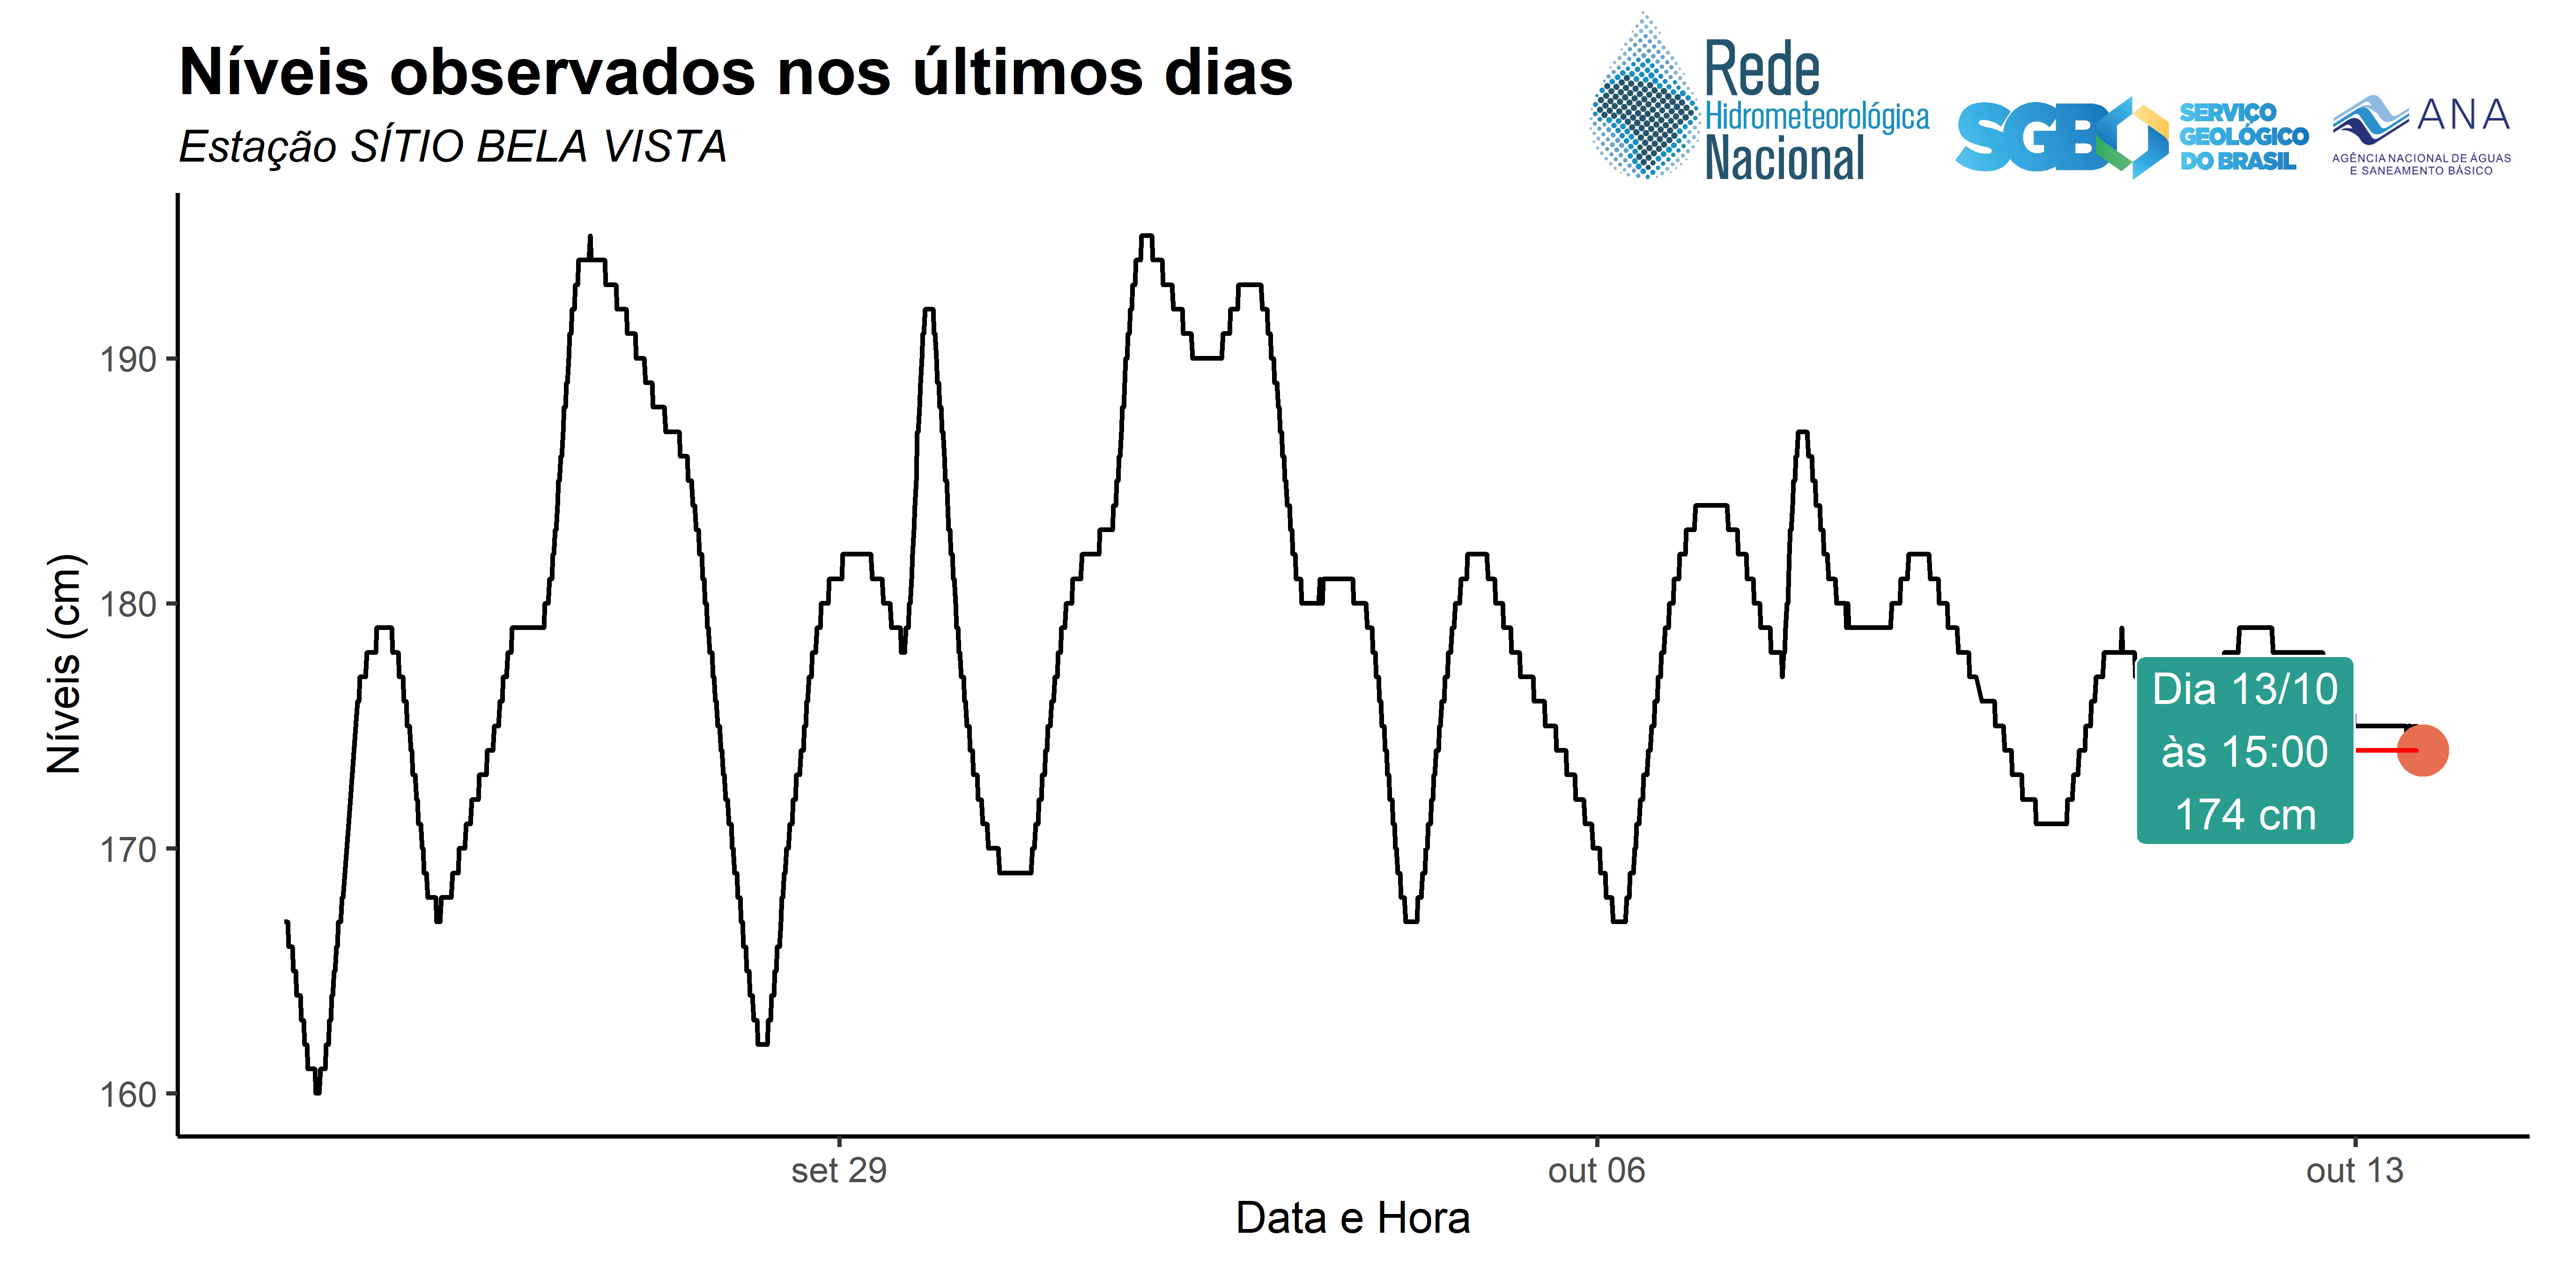 Níveis observados nos últimos dias
Estação SÍTIO BELA VISTA
Rede
Hidrometeorológica
Nacional
SGB
SERVIÇO
GEOLÓGICO
DO BRASIL
ANA
AGÊNCIA NACIONAL DE ÁGUAS
E SANEAMENTO BÁSICO
Níveis (cm)
190
180
170
160
Dia 13/10
às 15:00
174 cm
set 29
out 06
out 13
Data e Hora